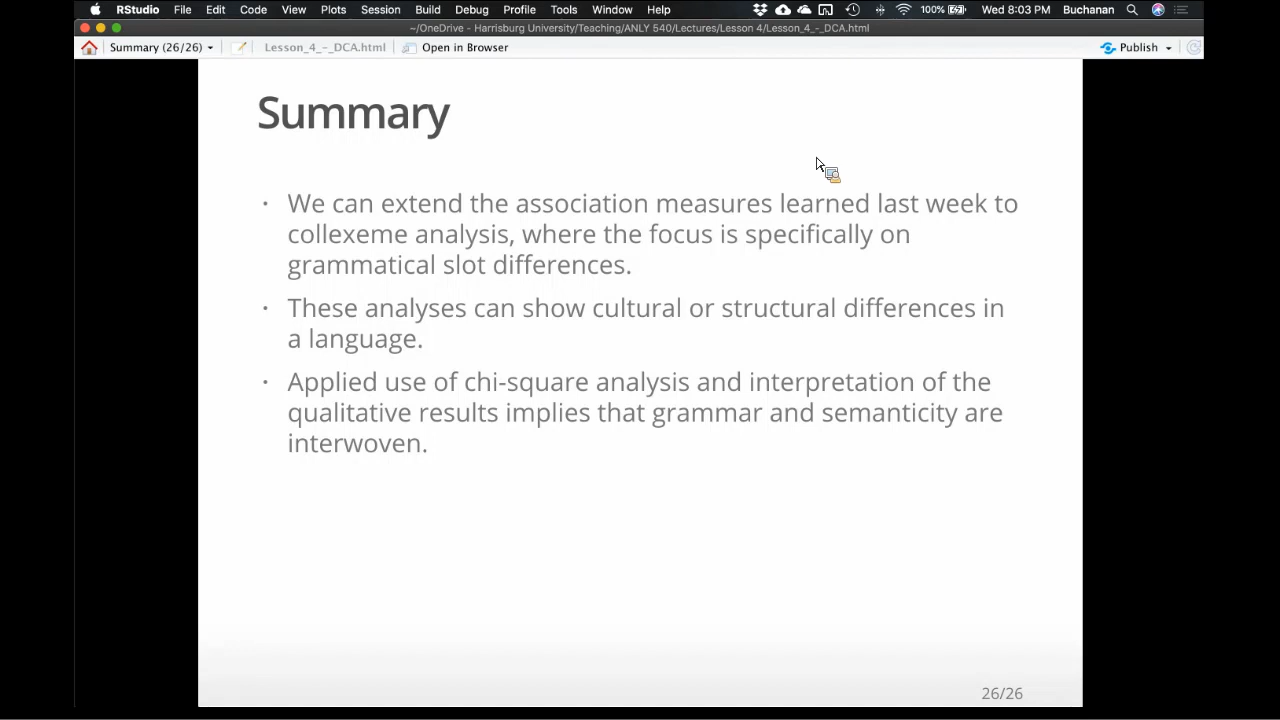 RStudio File Edit Code View Plots Session Build Debug Profile Tools Window Help 100% Wed 8:03 PM Buchanan
~/OneDrive - Harrisburg University/Teaching/ANLY 540/Lectures/Lesson 4/Lesson_4_-_DCA.html
Summary (26/26) Lesson_4_-_DCA.html Open in Browser Publish
Summary
· We can extend the association measures learned last week to
collexeme analysis, where the focus is specifically on
grammatical slot differences.
· These analyses can show cultural or structural differences in
a language.
· Applied use of chi-square analysis and interpretation of the
qualitative results implies that grammar and semanticity are
interwoven.
26/26